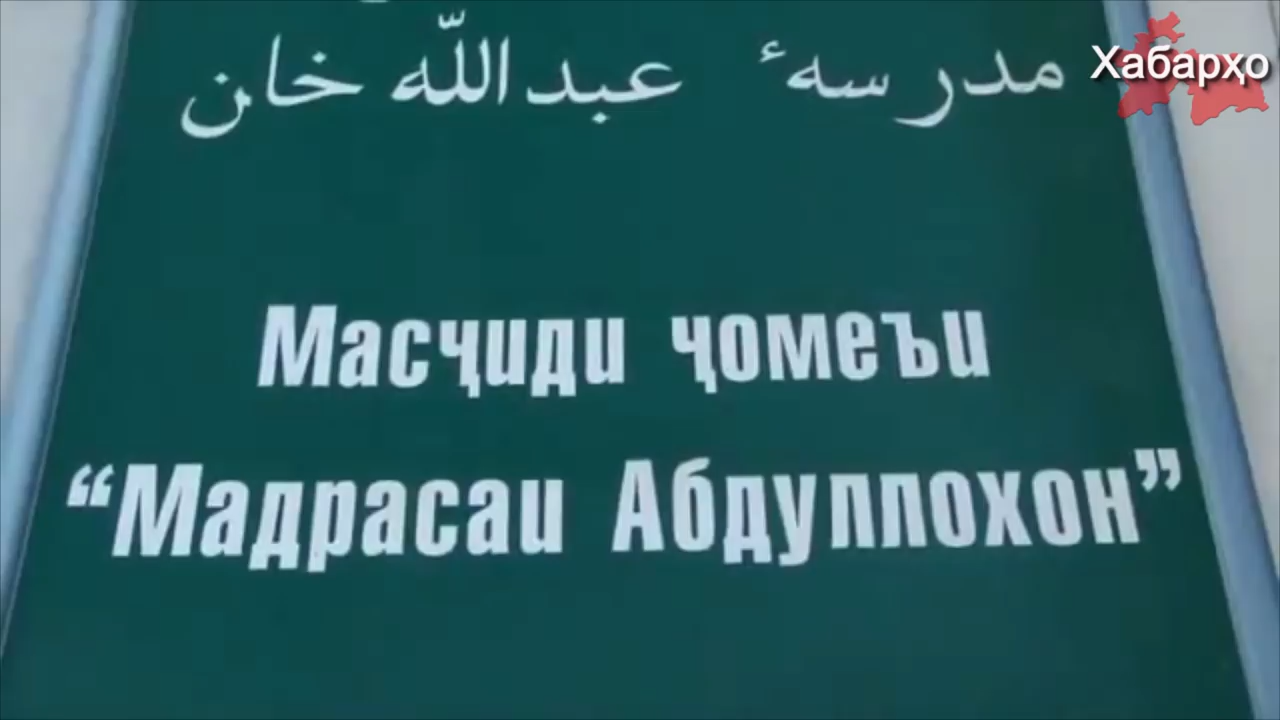 مدرسهٔ عبدالله خان
Хабарҳо
Масҷиди ҷомеъи
“Мадрасаи Абдуллохон”